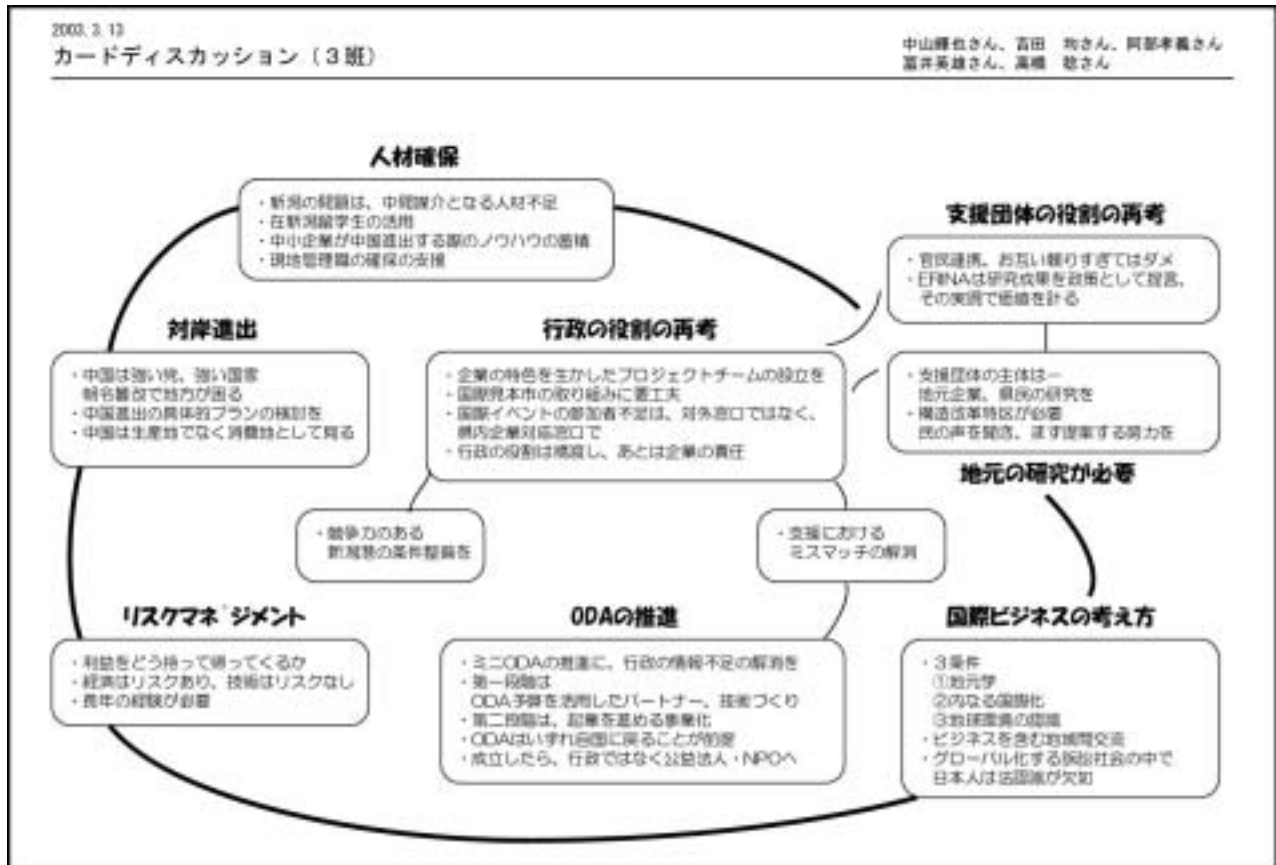 2003. 3. 13
カードディスカッション（3班）
中山輝也さん、吉田　均さん、阿部孝義さん
冨井英雄さん、高橋　聡さん
人材確保
・新潟の問題は、中間媒介となる人材不足
・在新潟留学生の活用
・中小企業が中国進出する際のノウハウの蓄積
・現地管理職の確保の支援
支援団体の役割の再考
・官民連携、お互い頼りすぎてはダメ
・ERINAは研究成果を政策として提言、
その実現で価値を計る
対岸進出
・中国は強い党、強い国家
朝令暮改で地方が困る
・中国進出の具体的プランの検討を
・中国は生産地でなく消費地として見る
行政の役割の再考
・企業の特色を生かしたプロジェクトチームの設立を
・国際見本市の取り組みに要工夫
・国際イベントの参加者不足は、対外窓口ではなく、
県内企業対応窓口で
・行政の役割は橋渡し、あとは企業の責任
・支援団体の主体は－
地元企業、県民の研究を
・構造改革特区が必要
民の声を聞き、まず提案する努力を
地元の研究が必要
・競争力のある
新潟港の条件整備を
・支援における
ミスマッチの解消
リスクマネジメント
・利益をどう持って帰ってくるか
・経済はリスクあり、技術はリスクなし
・長年の経験が必要
ODAの推進
・ミニODAの推進に、行政の情報不足の解消を
・第一段階は
ODA予算を活用したパートナー、技術づくり
・第二段階は、起業を進める事業化
・ODAはいずれ自国に戻ることが前提
・成立したら、行政ではなく公益法人・NPOへ
国際ビジネスの考え方
・3条件
①地元学
②内なる国際化
③地球環境の認識
・ビジネスを含む地域間交流
・グローバル化する訴訟社会の中で
日本人は法認識が欠如